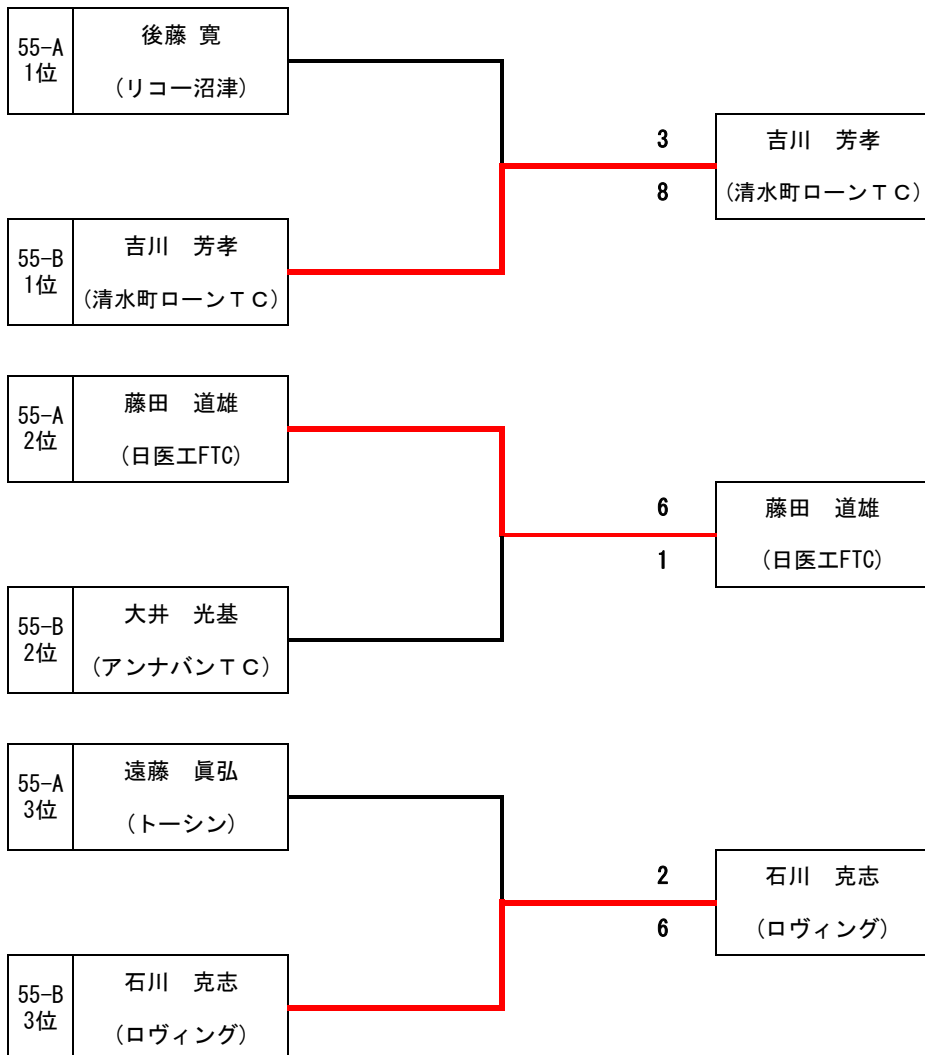 55-A
1位
後藤 寛
(リコー沼津)
3
8
吉川 芳孝
(清水町ローンTC)
55-B
1位
吉川 芳孝
(清水町ローンTC)
55-A
2位
藤田 道雄
(日医工FTC)
6
1
藤田 道雄
(日医工FTC)
55-B
2位
大井 光基
(アンナバンTC)
55-A
3位
遠藤 眞弘
(トーシン)
2
6
石川 克志
(ロヴィング)
55-B
3位
石川 克志
(ロヴィング)